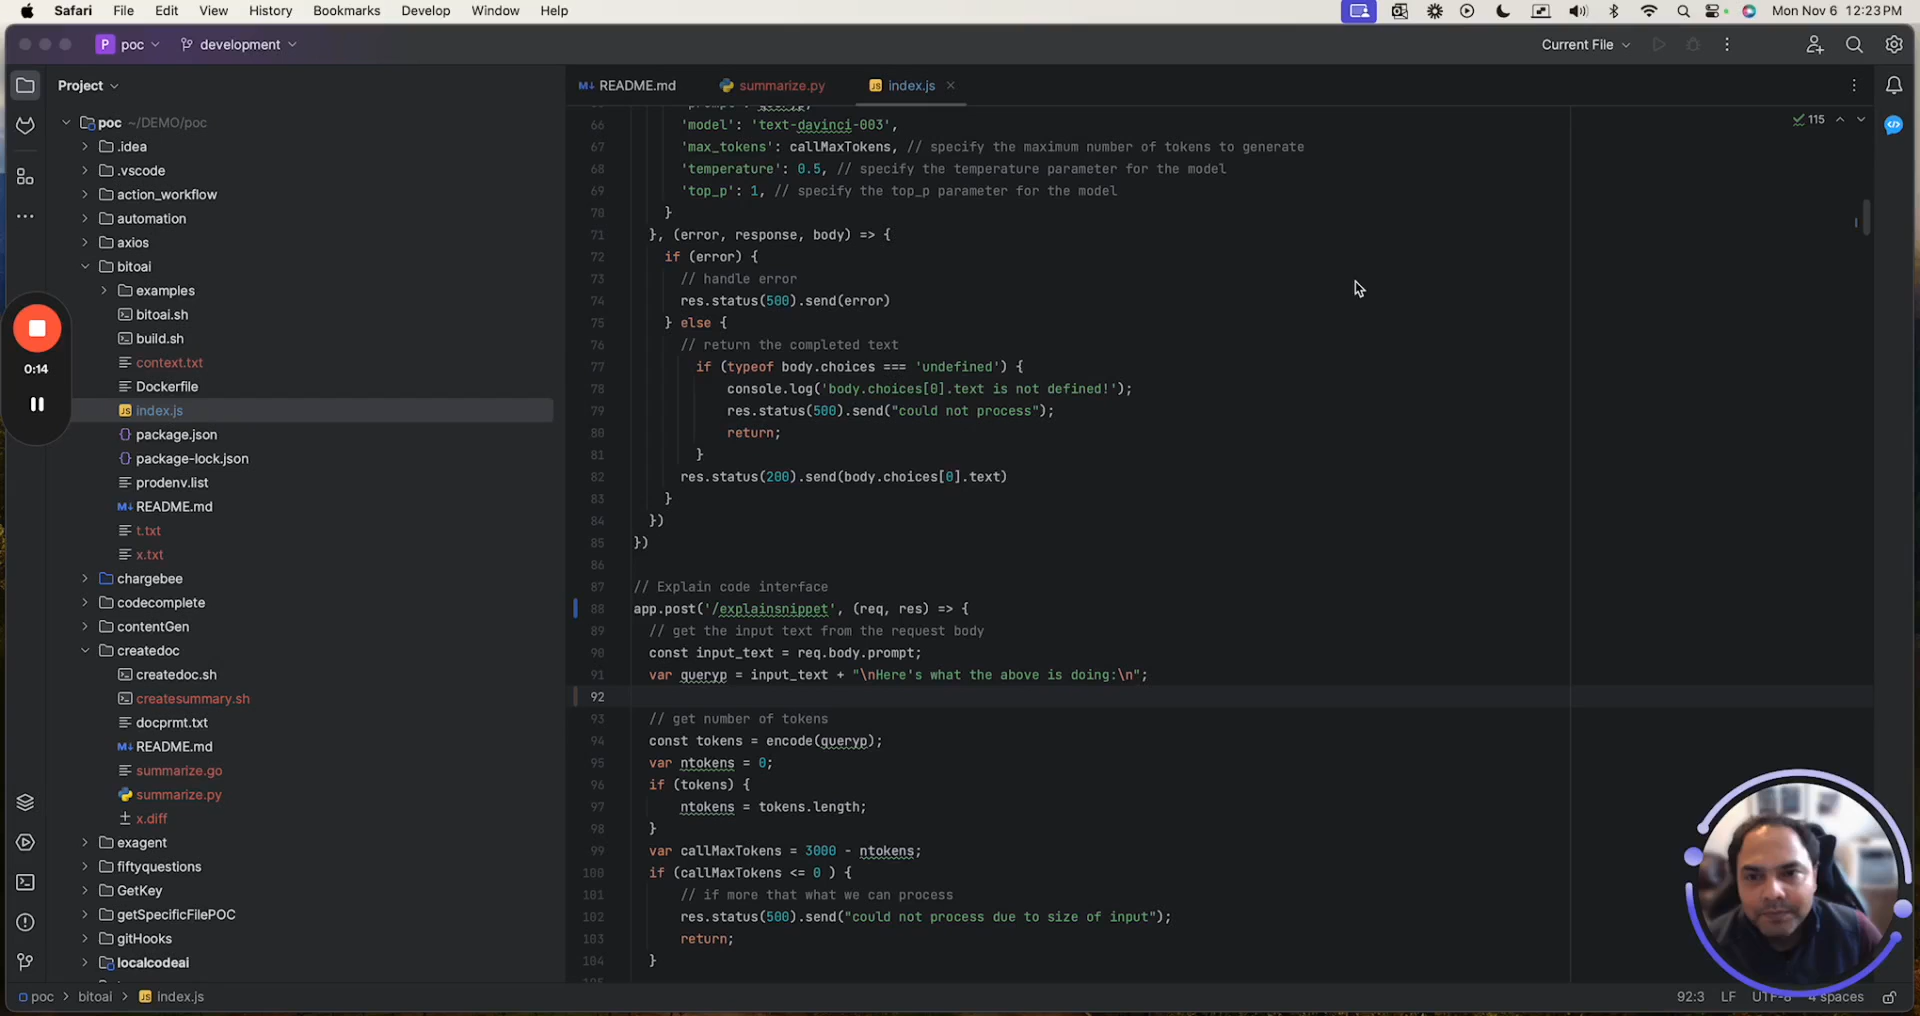 Safari File Edit View History Bookmarks Develop Window Help Mon Nov 6 12:23 PM
P poc development Current File
Project
README.md summarize.py index.js
poc ~/DEMO/poc
.idea
.vscode
action_workflow
automation
axios
bitoai
examples
bitoai.sh
build.sh
context.txt
Dockerfile
index.js
package.json
package-lock.json
prodenv.list
README.md
t.txt
x.txt
chargebee
codecomplete
contentGen
createdoc
createdoc.sh
createsummary.sh
docprmt.txt
README.md
summarize.go
summarize.py
x.diff
exagent
fiftyquestions
GetKey
getSpecificFilePOC
gitHooks
localcodeai
0:14
115
66 'model': 'text-davinci-003',
67 'max_tokens': callMaxTokens, // specify the maximum number of tokens to generate
68 'temperature': 0.5, // specify the temperature parameter for the model
69 'top_p': 1, // specify the top_p parameter for the model
70 }
71 }, (error, response, body) => {
72 if (error) {
73 // handle error
74 res.status(500).send(error)
75 } else {
76 // return the completed text
77 if (typeof body.choices === 'undefined') {
78 console.log('body.choices[0].text is not defined!');
79 res.status(500).send("could not process");
80 return;
81 }
82 res.status(200).send(body.choices[0].text)
83 }
84 })
85 })
86
87 // Explain code interface
88 app.post('/explainsnippet', (req, res) => {
89 // get the input text from the request body
90 const input_text = req.body.prompt;
91 var queryp = input_text + "\nHere's what the above is doing:\n";
92
93 // get number of tokens
94 const tokens = encode(queryp);
95 var ntokens = 0;
96 if (tokens) {
97 ntokens = tokens.length;
98 }
99 var callMaxTokens = 3000 - ntokens;
100 if (callMaxTokens <= 0 ) {
101 // if more that what we can process
102 res.status(500).send("could not process due to size of input");
103 return;
104 }
poc > bitoai > index.js 92:3 LF UTF-8 4 spaces